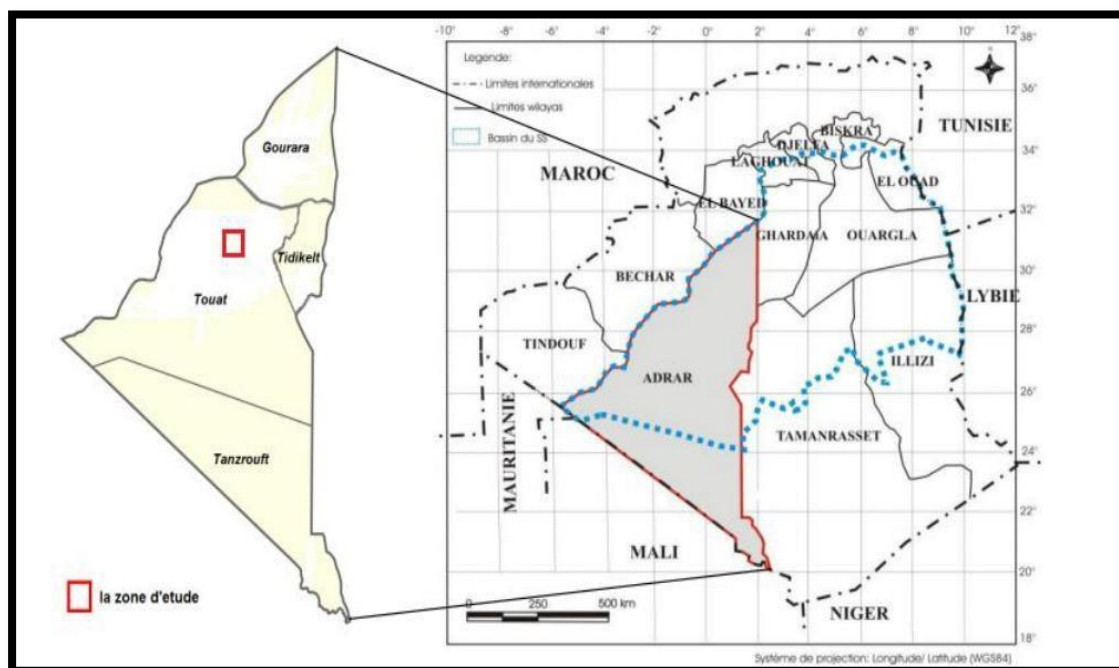 Gourara
Tidikelt
Touat
Tanzrouft
la zone d'etude
-10° -8° -6° -4° -2° 0° 2° 4° 6° 8° 10° 12°
38°
36°
34°
32°
30°
28°
26°
24°
22°
20°
18°
Legende:
Limites internationales
Limites wilayas
Bassin du SS
N
TUNISIE
BISKRA
DJELFA
LAGHOUAT
MAROC
EL OUAD
EL BAYED
GHARDAIA
OUARGLA
BECHAR
LYBIE
TINDOUF
ILLIZI
ADRAR
TAMANRASSET
MAURITANIE
MALI
NIGER
0 250 500 km
Système de projection: Longitude/ Latitude (WGS84)